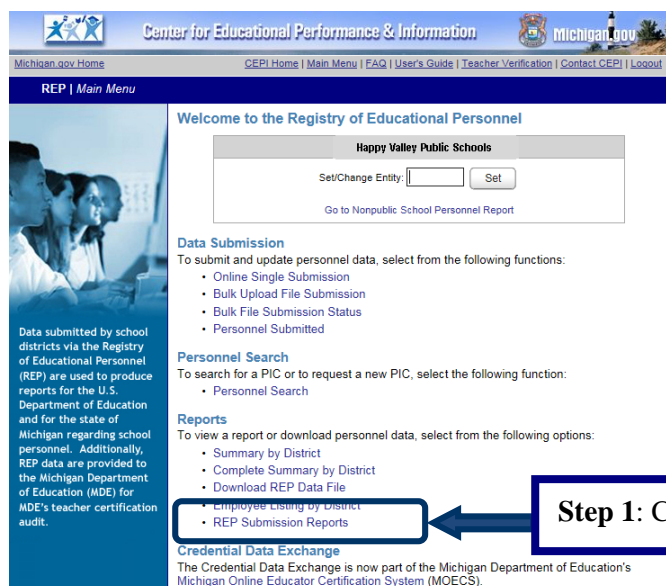 Center for Educational Performance & Information
Michigan.gov
Michigan.gov Home
CEPI Home | Main Menu | FAQ | User's Guide | Teacher Verification | Contact CEPI | Logout
REP | Main Menu
Welcome to the Registry of Educational Personnel
Happy Valley Public Schools
Set/Change Entity: Set
Go to Nonpublic School Personnel Report
Data Submission
To submit and update personnel data, select from the following functions:
• Online Single Submission
• Bulk Upload File Submission
• Bulk File Submission Status
• Personnel Submitted
Personnel Search
To search for a PIC or to request a new PIC, select the following function:
• Personnel Search
Reports
To view a report or download personnel data, select from the following options:
• Summary by District
• Complete Summary by District
• Download REP Data File
• Employee Listing by District
• REP Submission Reports
Credential Data Exchange
The Credential Data Exchange is now part of the Michigan Department of Education's
Michigan Online Educator Certification System (MOECS).
Data submitted by school
districts via the Registry
of Educational Personnel
(REP) are used to produce
reports for the U.S.
Department of Education
and for the state of
Michigan regarding school
personnel. Additionally,
REP data are provided to
the Michigan Department
of Education (MDE) for
MDE's teacher certification
audit.
Step 1: C